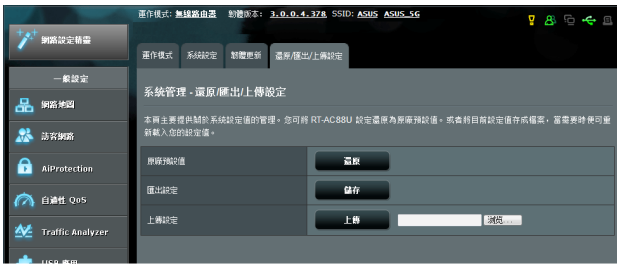 運作模式: 無線路由器 韌體版本: 3.0.0.4.378 SSID: ASUS ASUS_5G
網路設定精靈
運作模式 系統設定 韌體更新 還原/匯出/上傳設定
一般設定
系統管理 - 還原/匯出/上傳設定
網路地圖
本頁主要提供關於系統設定值的管理。您可將 RT-AC88U 設定還原為原廠預設值。或者將目前設定值存成檔案，當需要時便可重
新載入您的設定值。
訪客網路
原廠預設值 還原
AiProtection
匯出設定 儲存
自適性 QoS
上傳設定 上傳 浏览...
Traffic Analyzer
USB 應用